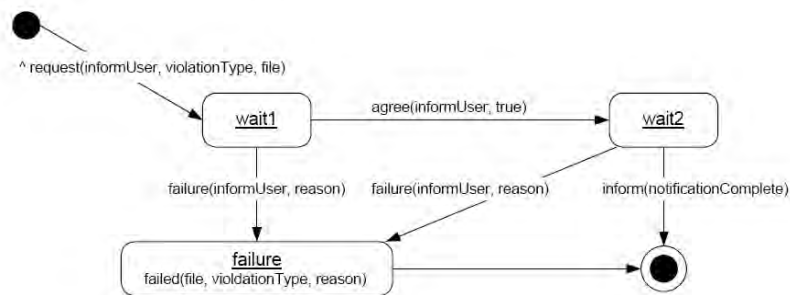 ^ request(informUser, violationType, file)
wait1
agree(informUser, true)
wait2
failure(informUser, reason)
failure(informUser, reason)
inform(notificationComplete)
failure
failed(file, violdationType, reason)